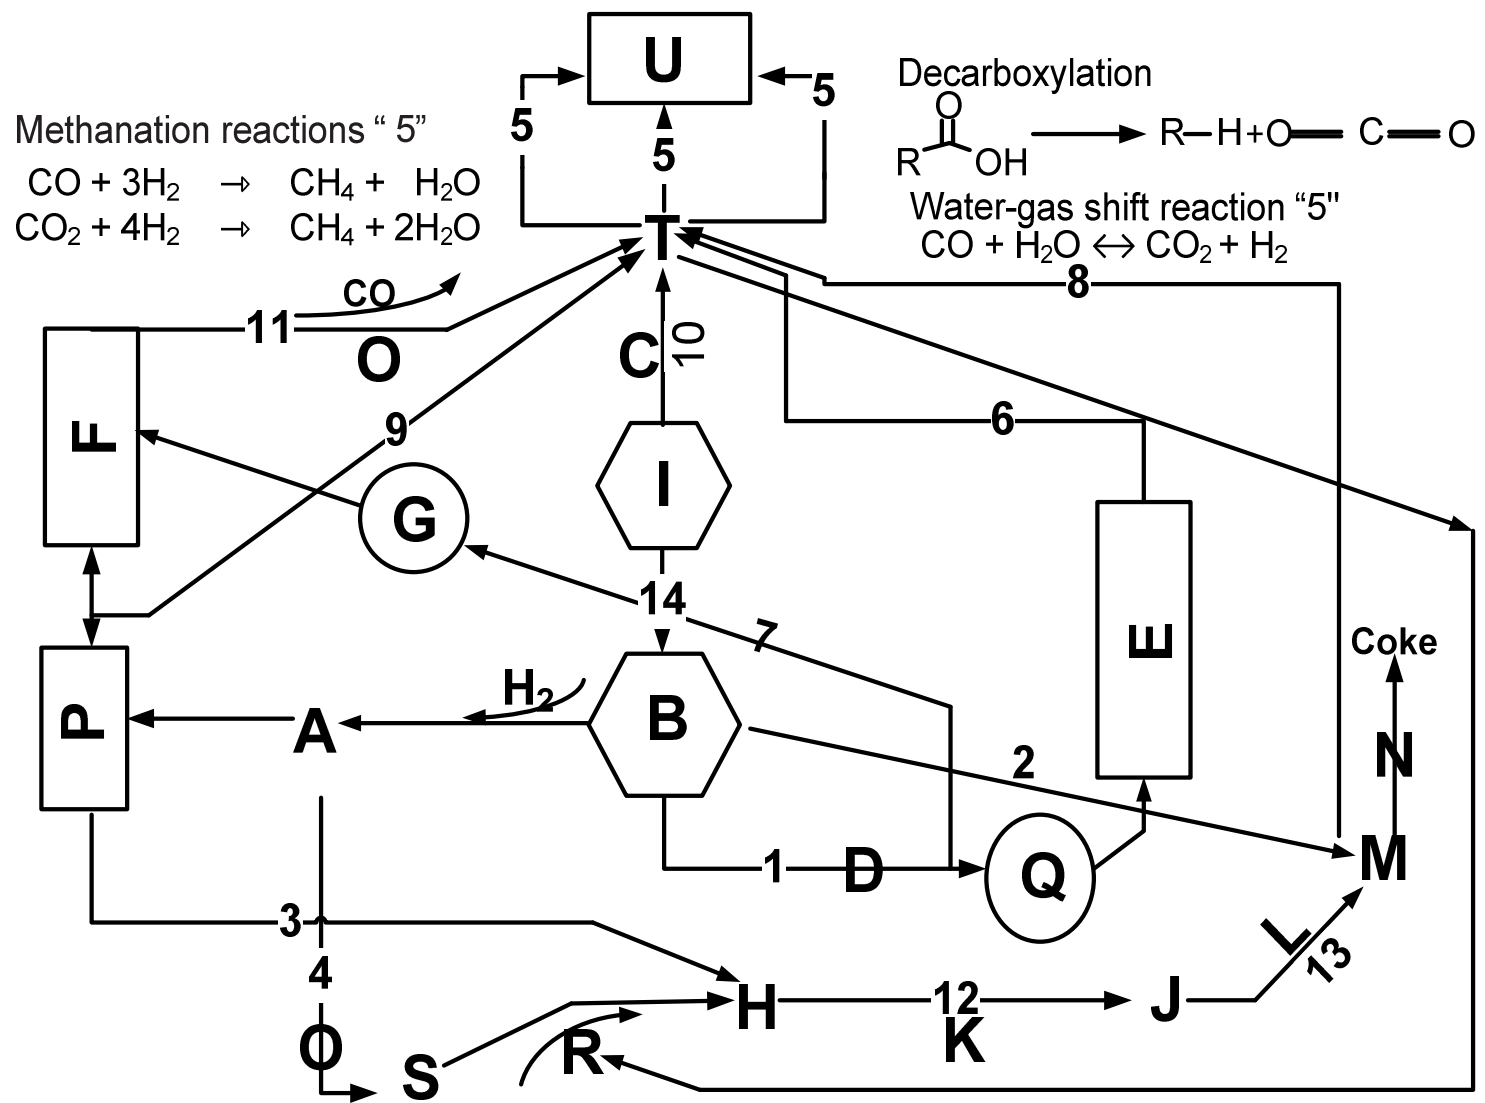 U
5
5
5
Decarboxylation
O
R
OH
R
H
+
O
C
O
Methanation reactions “ 5”
CO + 3H2 → CH4 + H2O
CO2 + 4H2 → CH4 + 2H2O
Water-gas shift reaction “5"
CO + H2O ↔ CO2 + H2
T
8
CO
11
O
C
10
9
6
F
I
G
14
7
E
Coke
H2
P
A
B
2
N
1
D
Q
M
3
4
L
13
H
12
K
J
O
S
R